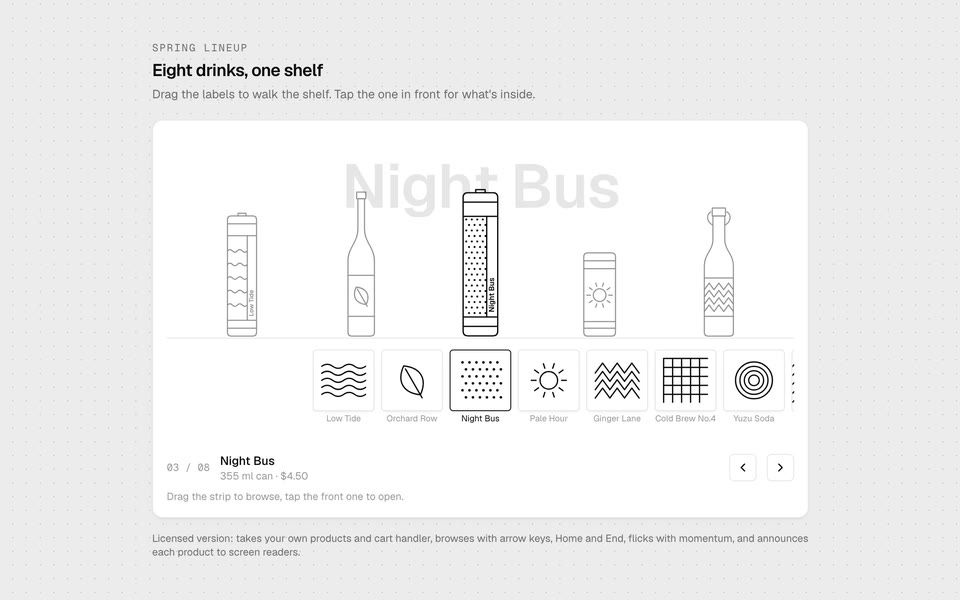 SPRING LINEUP
Eight drinks, one shelf
Drag the labels to walk the shelf. Tap the one in front for what's inside.
Night Bus
Low Tide
Night Bus
Low Tide
Orchard Row
Night Bus
Pale Hour
Ginger Lane
Cold Brew No.4
Yuzu Soda
03 / 08
Night Bus
355 ml can · $4.50
Drag the strip to browse, tap the front one to open.
Licensed version: takes your own products and cart handler, browses with arrow keys, Home and End, flicks with momentum, and announces
each product to screen readers.